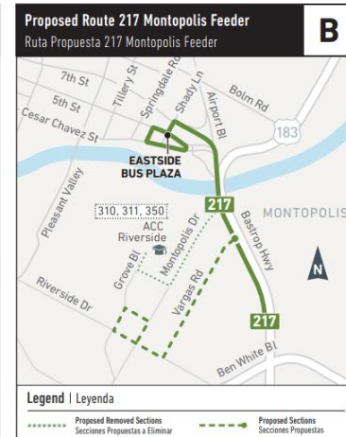 Proposed Route 217 Montopolis Feeder
Ruta Propuesta 217 Montopolis Feeder
B
7th St
5th St
Cesar Chavez St
Tillery St
Springdale Rd
Shady Ln
Airport Bl
Bolm Rd
183
EASTSIDE
BUS PLAZA
Pleasant Valley
217
MONTOPOLIS
310, 311, 350
ACC
Riverside
Montopolis Dr
Grove Bl
Vargas Rd
Bastrop Hwy
N
Riverside Dr
217
Ben White Bl
Legend | Leyenda
Proposed Removed Sections
Secciones Propuestas a Eliminar
Proposed Sections
Secciones Propuestas